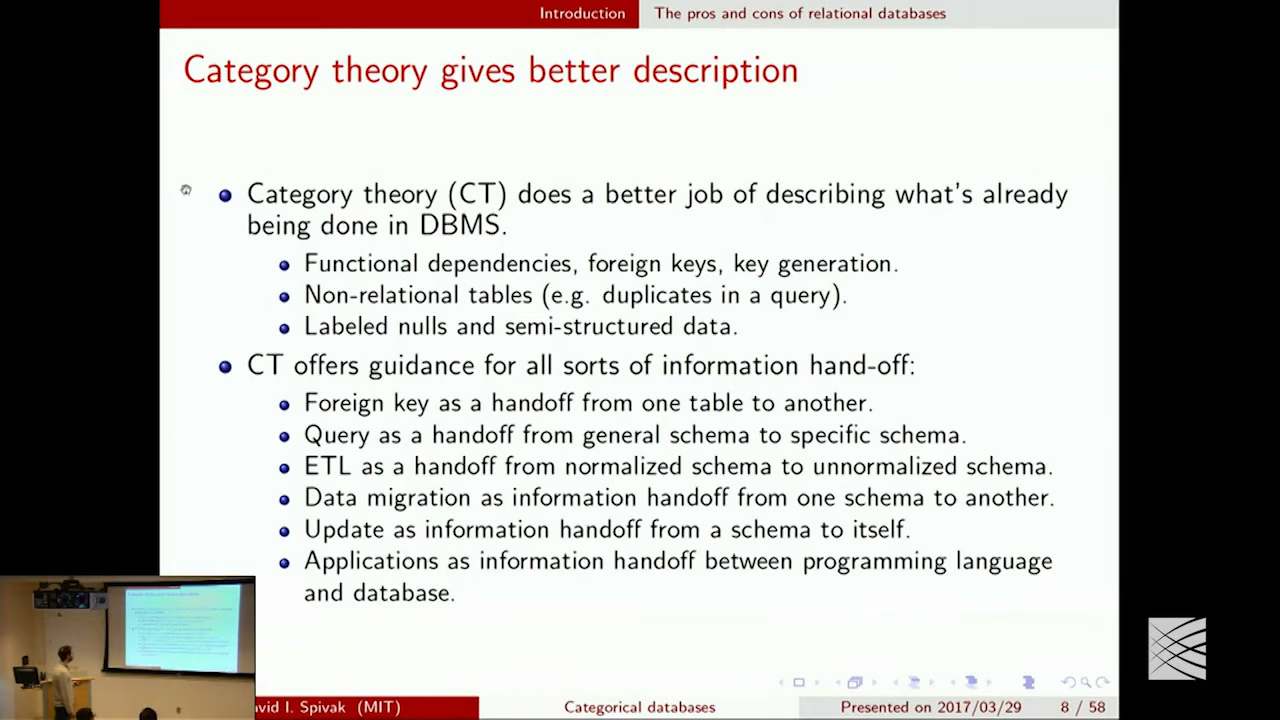 Introduction The pros and cons of relational databases
Category theory gives better description
Category theory (CT) does a better job of describing what's already
being done in DBMS.
Functional dependencies, foreign keys, key generation.
Non-relational tables (e.g. duplicates in a query).
Labeled nulls and semi-structured data.
CT offers guidance for all sorts of information hand-off:
Foreign key as a handoff from one table to another.
Query as a handoff from general schema to specific schema.
ETL as a handoff from normalized schema to unnormalized schema.
Data migration as information handoff from one schema to another.
Update as information handoff from a schema to itself.
Applications as information handoff between programming language
and database.
vid I. Spivak (MIT) Categorical databases Presented on 2017/03/29 8 / 58